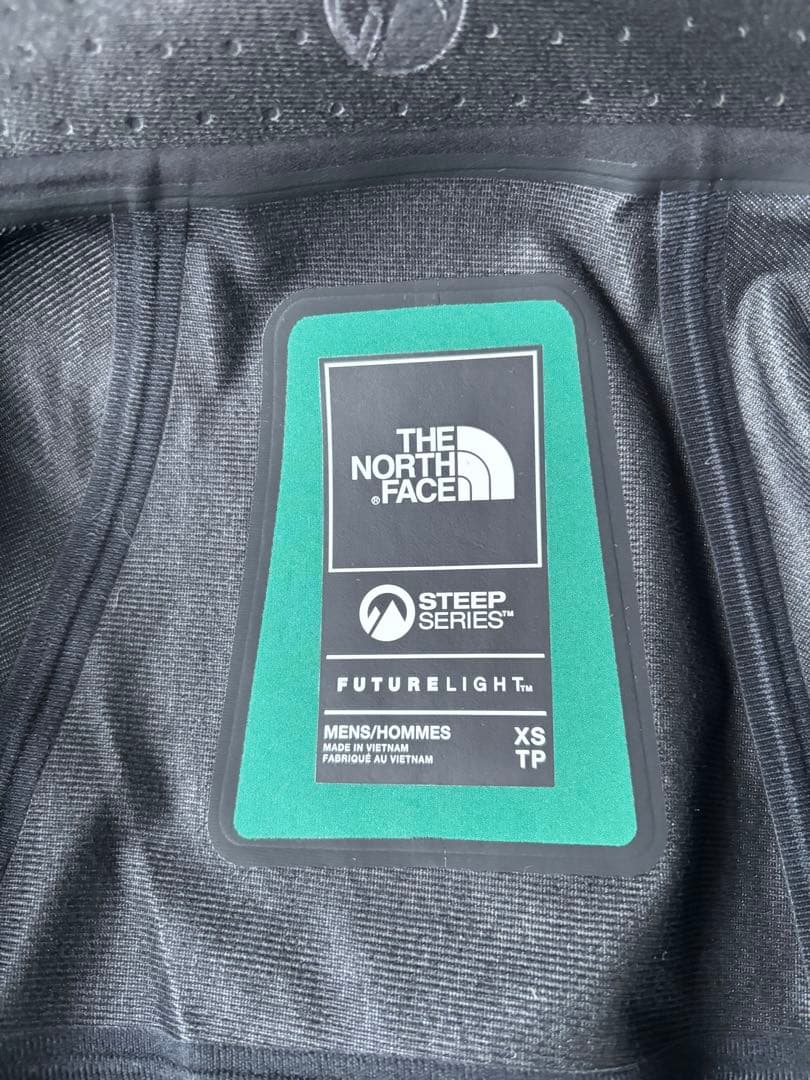 THE
NORTH
FACE®
STEEP
SERIES™
FUTURELIGHT™
MENS/HOMMES XS
MADE IN VIETNAM TP
FABRIQUÉ AU VIETNAM